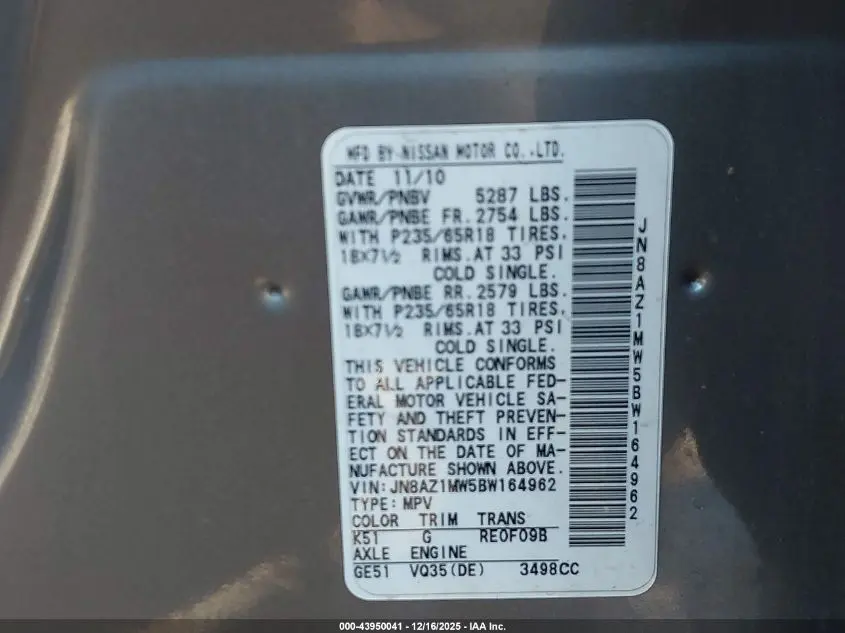 MFD BY-NISSAN MOTOR CO.,LTD.
DATE 11/10
GVWR/PNBV 5287 LBS.
GAWR/PNBE FR. 2754 LBS.
WITH P235/65R18 TIRES.
18X7½ RIMS.AT 33 PSI
COLD SINGLE.
GAWR/PNBE RR. 2579 LBS.
WITH P235/65R18 TIRES.
18X7½ RIMS.AT 33 PSI
COLD SINGLE.
THIS VEHICLE CONFORMS
TO ALL APPLICABLE FED-
ERAL MOTOR VEHICLE SA-
FETY AND THEFT PREVEN-
TION STANDARDS IN EFF-
ECT ON THE DATE OF MA-
NUFACTURE SHOWN ABOVE.
VIN:JN8AZ1MW5BW164962
TYPE:MPV
COLOR TRIM TRANS
K51 G RE0F09B
AXLE ENGINE
GE51 VQ35(DE) 3498CC
JN8AZ1MW5BW164962
000-43950041 - 12/16/2025 - IAA Inc.